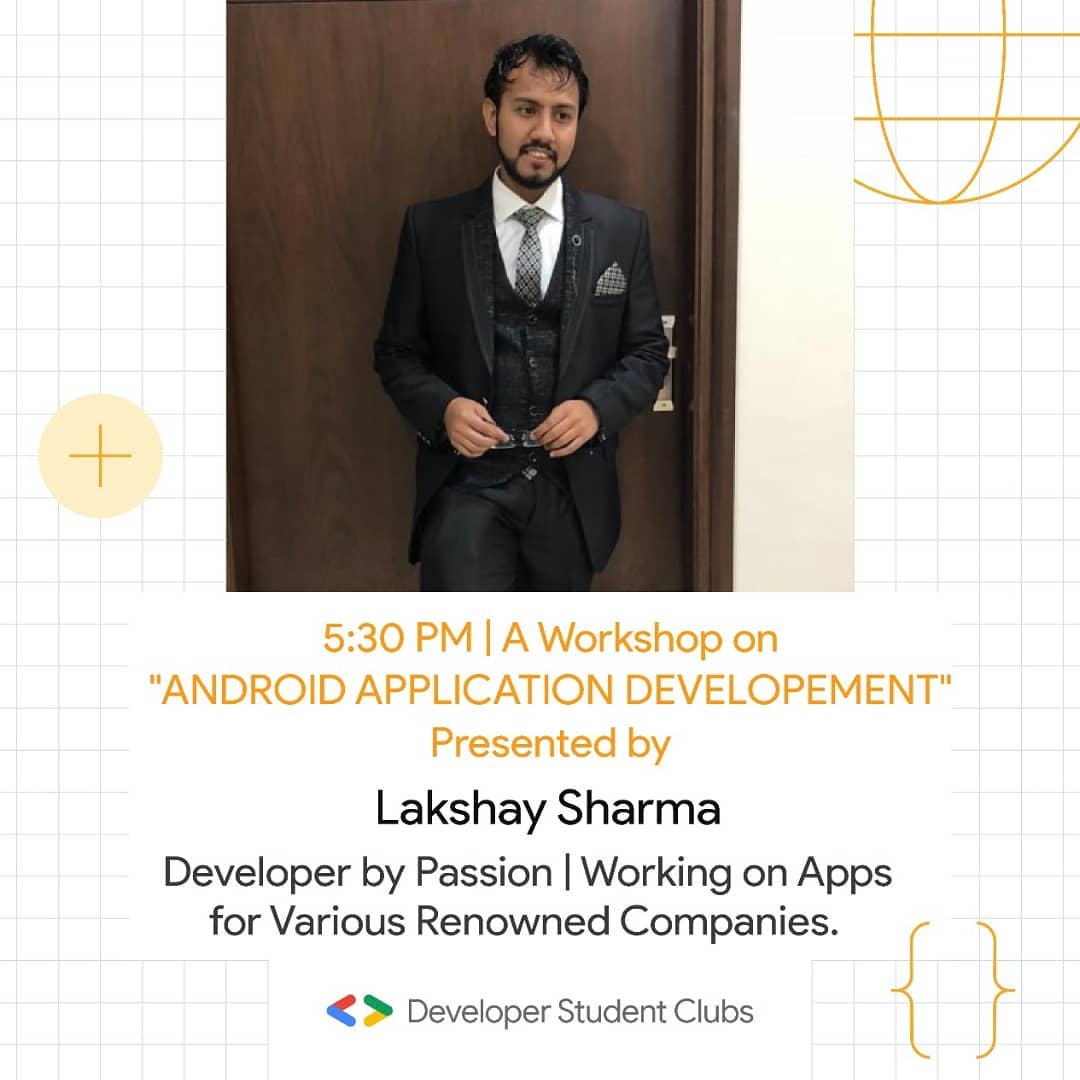 5:30 PM | A Workshop on
"ANDROID APPLICATION DEVELOPEMENT"
Presented by
Lakshay Sharma
Developer by Passion | Working on Apps
for Various Renowned Companies.
Developer Student Clubs